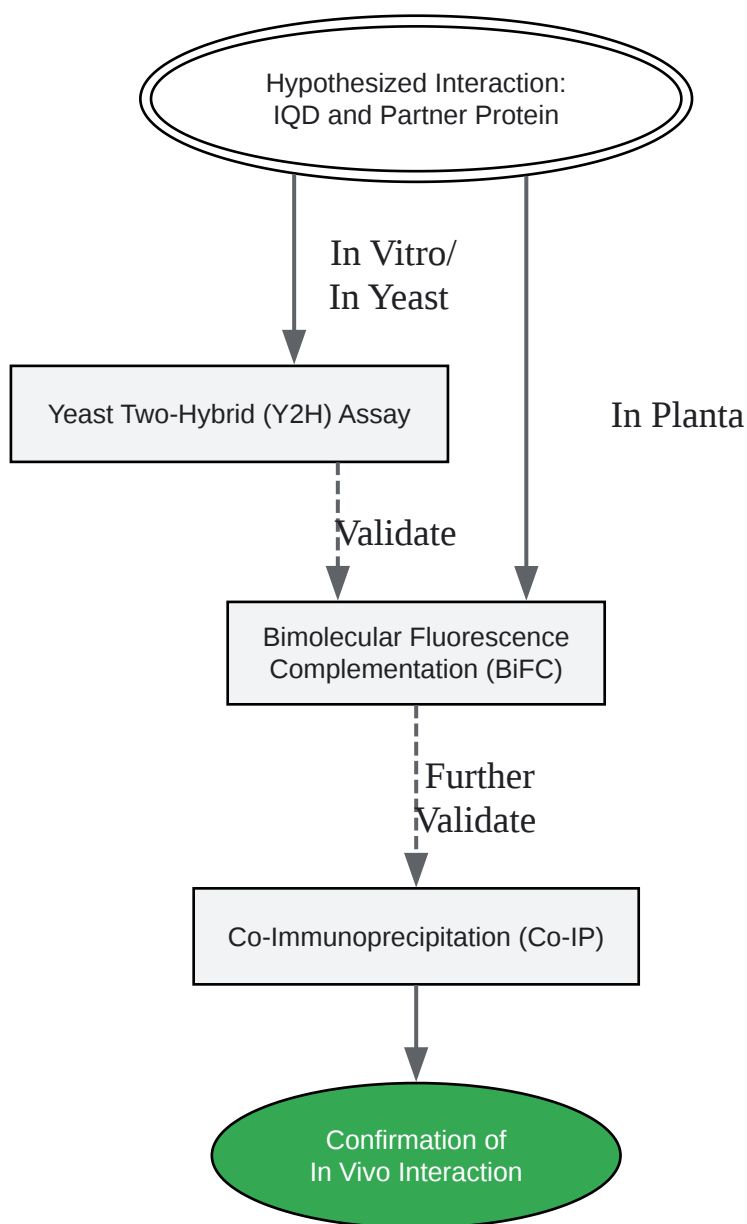 Hypothesized Interaction:
IQD and Partner Protein
In Vitro/
In Yeast
Yeast Two-Hybrid (Y2H) Assay
In Planta
Validate
Bimolecular Fluorescence
Complementation (BiFC)
Further
Validate
Co-Immunoprecipitation (Co-IP)
Confirmation of
In Vivo Interaction